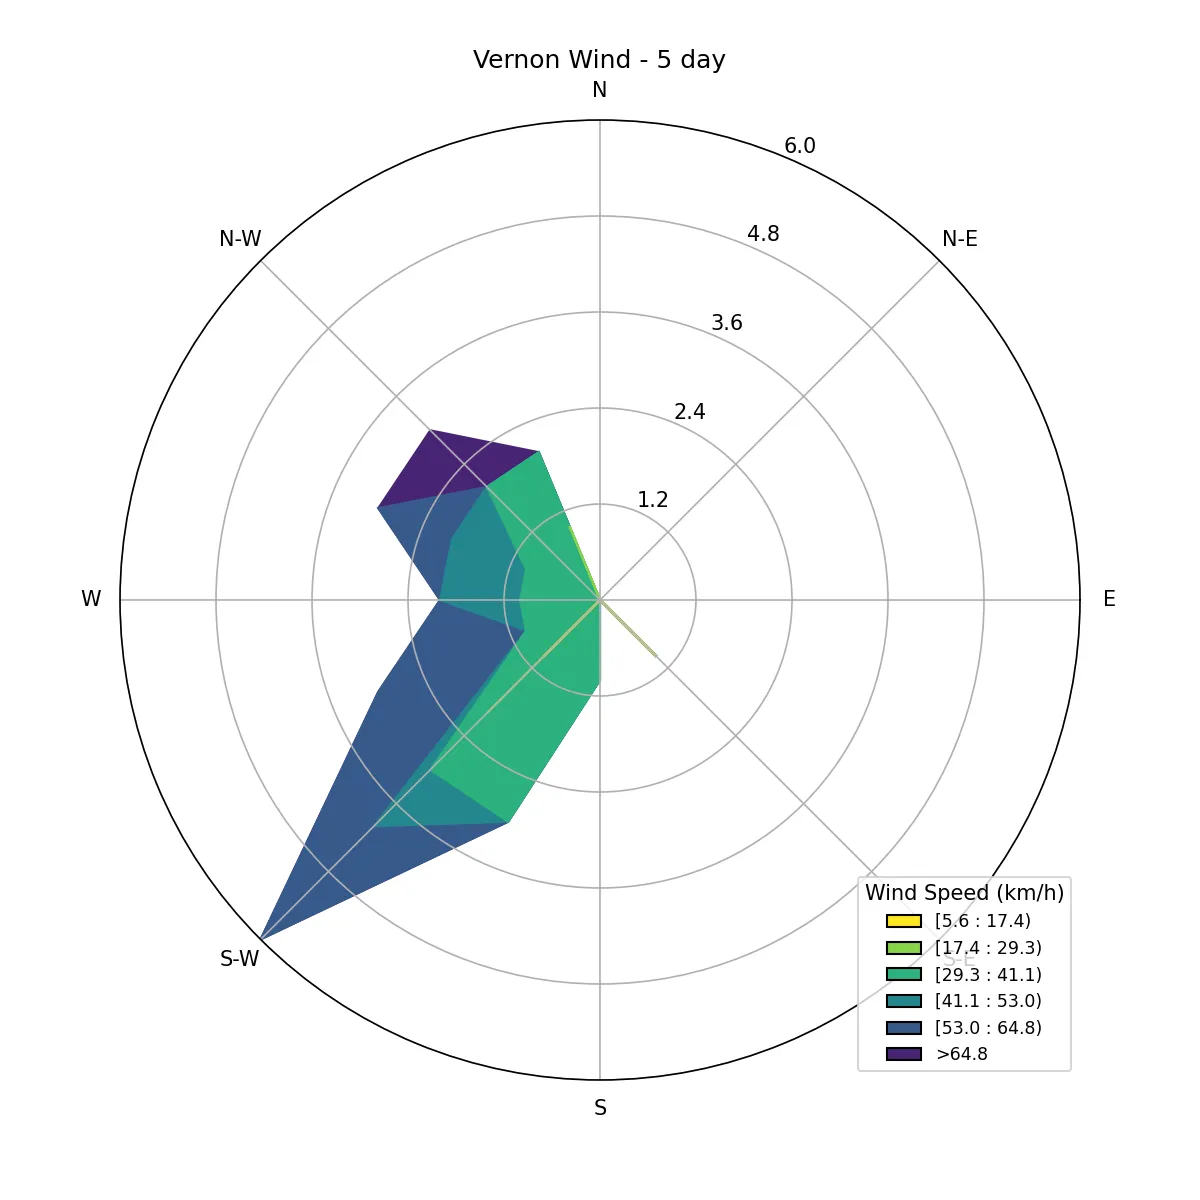 Vernon Wind - 5 day
N
6.0
4.8
N-W
N-E
3.6
2.4
1.2
W
E
Wind Speed (km/h)
[5.6 : 17.4)
[17.4 : 29.3)
S-W
S-E
[29.3 : 41.1)
[41.1 : 53.0)
[53.0 : 64.8)
>64.8
S